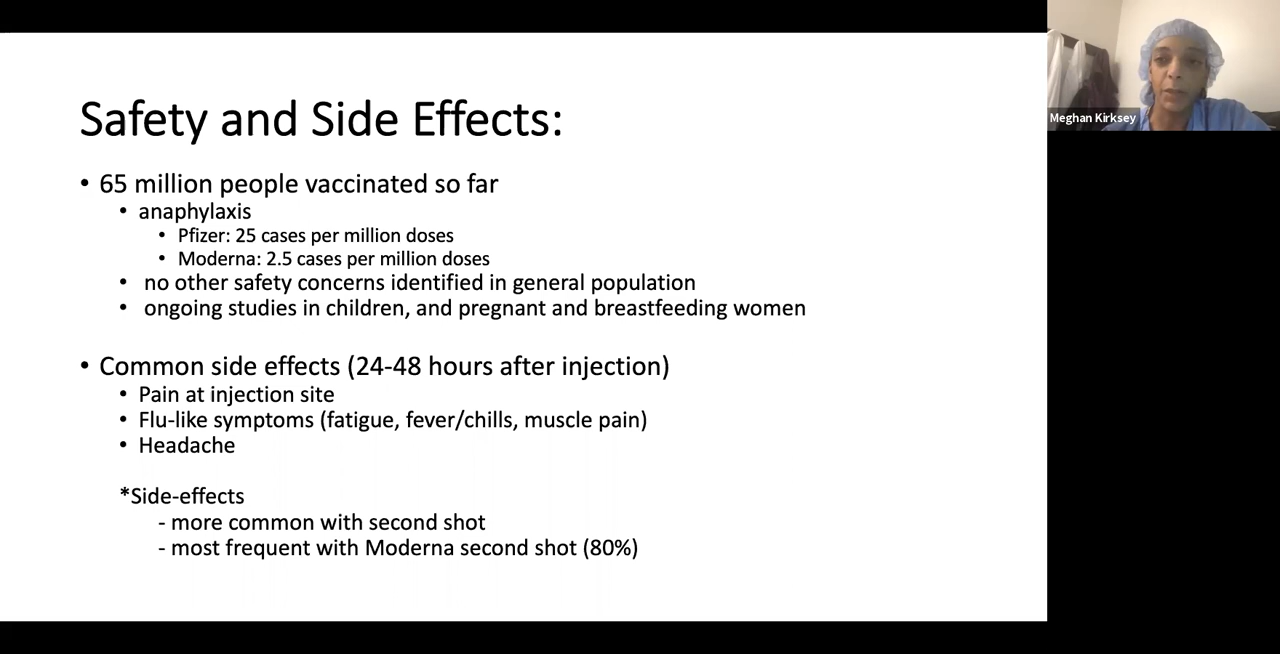 Safety and Side Effects:
• 65 million people vaccinated so far
• anaphylaxis
• Pfizer: 25 cases per million doses
• Moderna: 2.5 cases per million doses
• no other safety concerns identified in general population
• ongoing studies in children, and pregnant and breastfeeding women
• Common side effects (24-48 hours after injection)
• Pain at injection site
• Flu-like symptoms (fatigue, fever/chills, muscle pain)
• Headache
*Side-effects
- more common with second shot
- most frequent with Moderna second shot (80%)
Meghan Kirksey